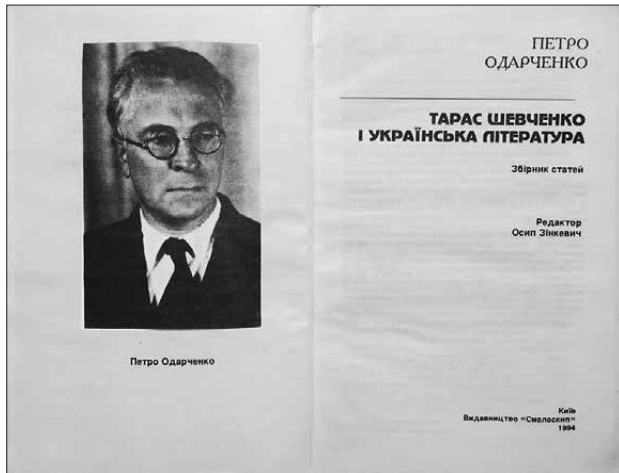 Петро Одарченко
ПЕТРО
ОДАРЧЕНКО
ТАРАС ШЕВЧЕНКО
І УКРАЇНСЬКА ЛІТЕРАТУРА
Збірник статей
Редактор
Осип Зінкевич
Київ
Видавництво «Смолоскип»
1994